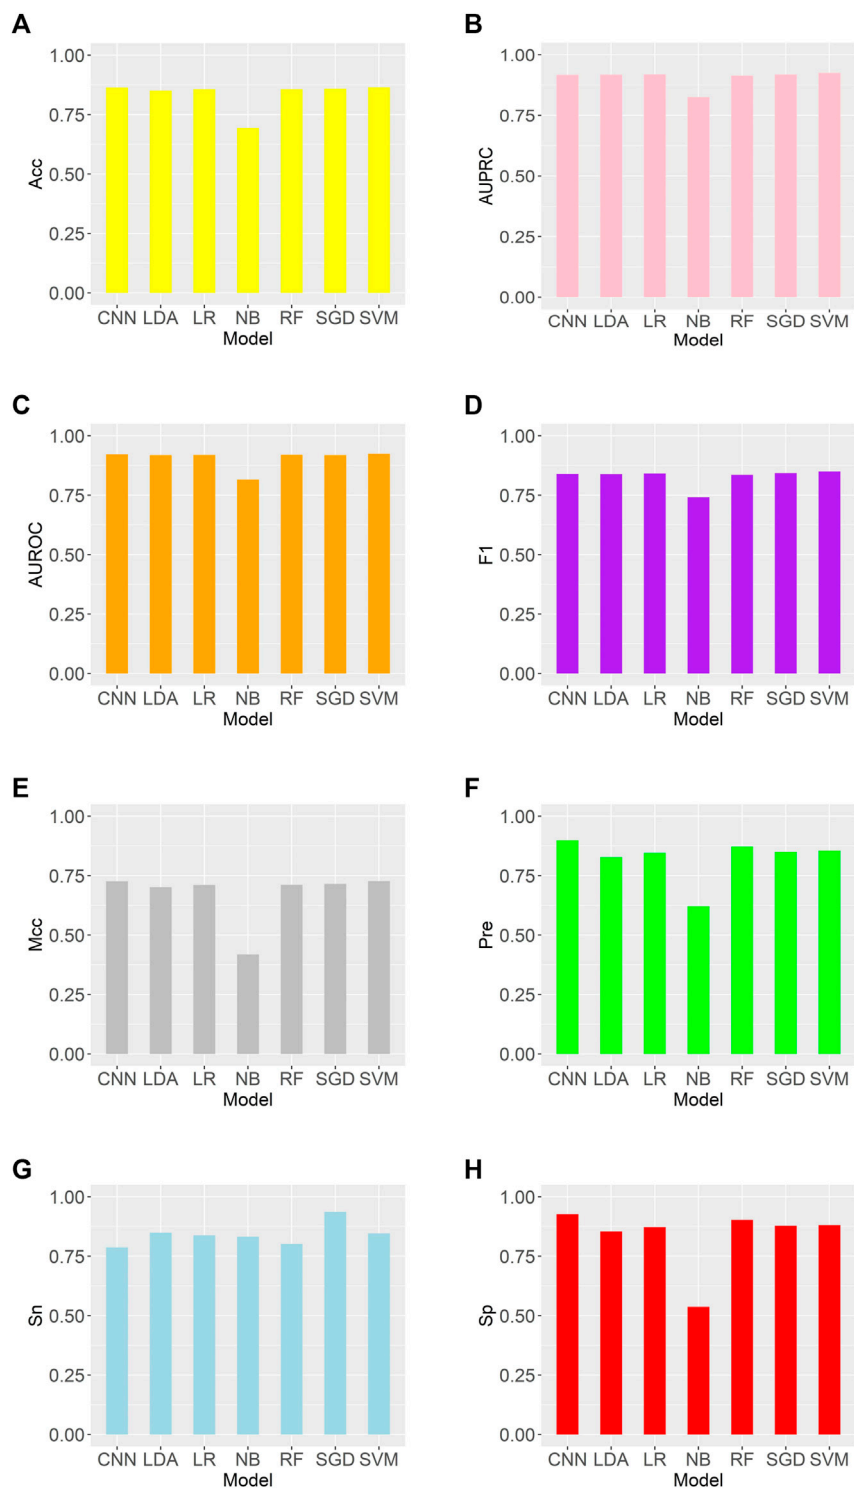 A
1.00
0.75
0.50
0.25
0.00
Acc
CNN LDA LR NB RF SGD SVM
Model
B
1.00
0.75
0.50
0.25
0.00
AUPRC
CNN LDA LR NB RF SGD SVM
Model
C
1.00
0.75
0.50
0.25
0.00
AUROC
CNN LDA LR NB RF SGD SVM
Model
D
1.00
0.75
0.50
0.25
0.00
F1
CNN LDA LR NB RF SGD SVM
Model
E
1.00
0.75
0.50
0.25
0.00
Mcc
CNN LDA LR NB RF SGD SVM
Model
F
1.00
0.75
0.50
0.25
0.00
Pre
CNN LDA LR NB RF SGD SVM
Model
G
1.00
0.75
0.50
0.25
0.00
Sn
CNN LDA LR NB RF SGD SVM
Model
H
1.00
0.75
0.50
0.25
0.00
Sp
CNN LDA LR NB RF SGD SVM
Model